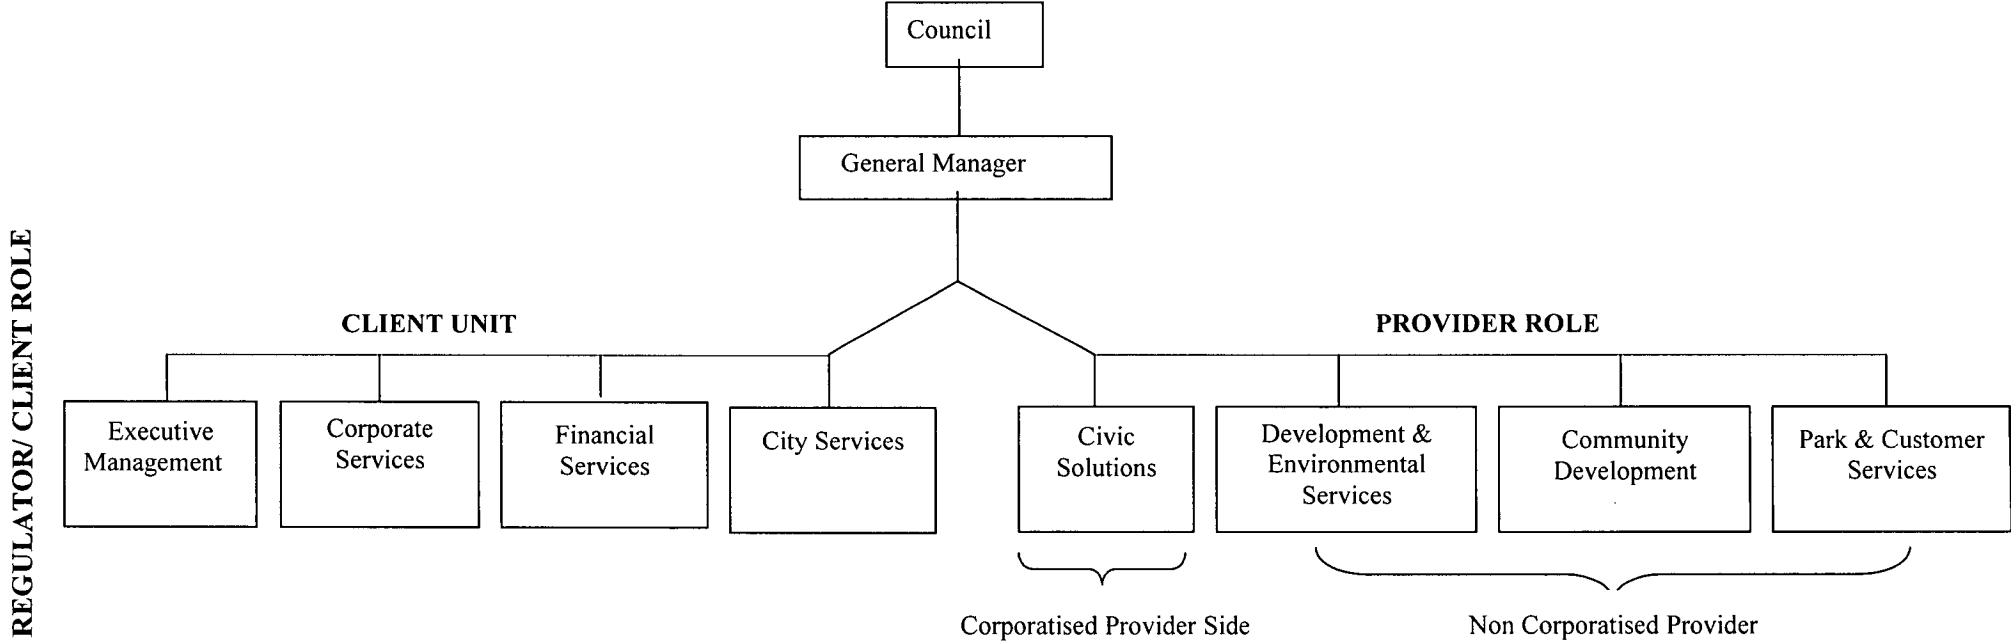 Council
General Manager
REGULATOR/ CLIENT ROLE
CLIENT UNIT
PROVIDER ROLE
Executive
Management
Corporate
Services
Financial
Services
City Services
Civic
Solutions
Development &
Environmental
Services
Community
Development
Park & Customer
Services
Corporatised Provider Side
Non Corporatised Provider